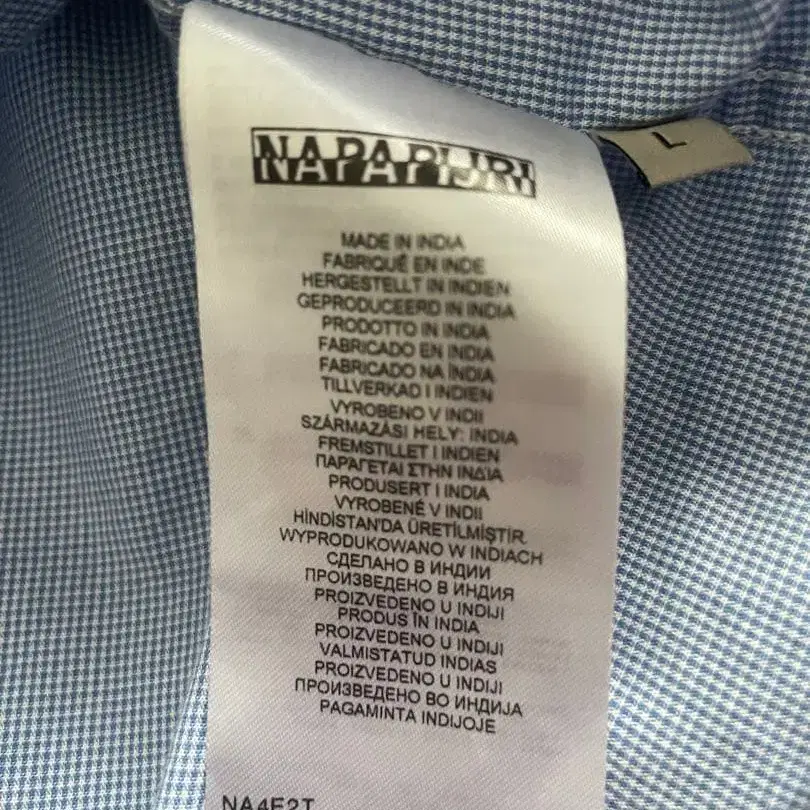 NAPAPIJRI
L
MADE IN INDIA
FABRIQUÉ EN INDE
HERGESTELLT IN INDIEN
GEPRODUCEERD IN INDIA
PRODOTTO IN INDIA
FABRICADO EN INDIA
FABRICADO NA ÍNDIA
TILLVERKAD I INDIEN
VYROBENO V INDII
SZÁRMAZÁSI HELY: INDIA
FREMSTILLET I INDIEN
ΠΑΡΑΓΕΤΑΙ ΣΤΗΝ ΙΝΔΙΑ
PRODUSERT I INDIA
VYROBENÉ V INDII
HİNDİSTAN'DA ÜRETİLMİŞTİR.
WYPRODUKOWANO W INDIACH
СДЕЛАНО В ИНДИИ
ПРОИЗВЕДЕНО В ИНДИЯ
PROIZVEDENO U INDIJI
PRODUS ÎN INDIA
PROIZVEDENO U INDIJI
VALMISTATUD INDIAS
PROIZVEDENO U INDIJI
ПРОИЗВЕДЕНО ВО ИНДИЈА
PAGAMINTA INDIJOJE